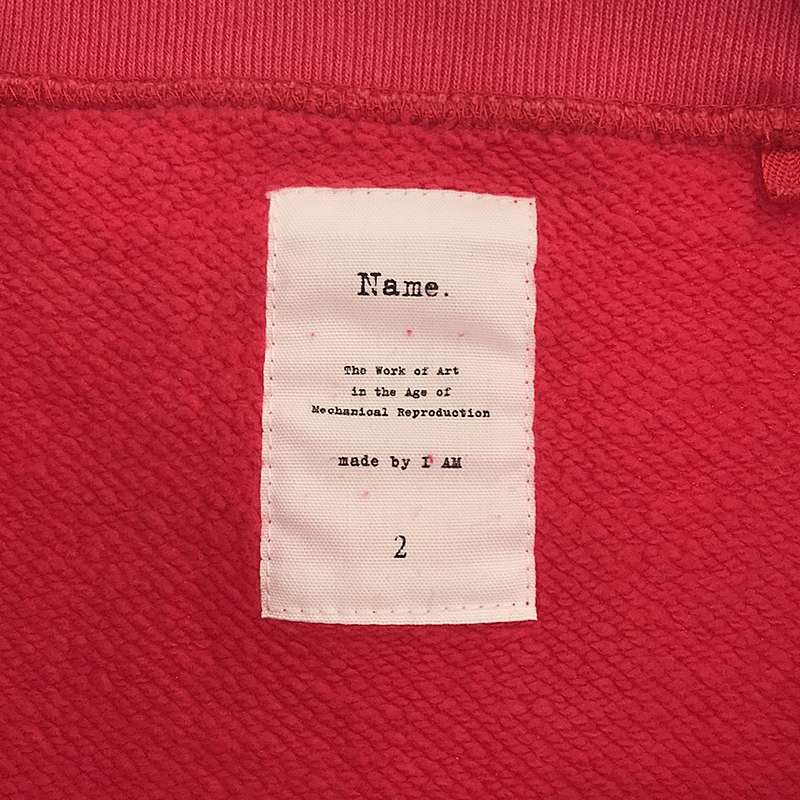 Name.
The Work of Art
in the Age of
Mechanical Reproduction
made by I AM
2